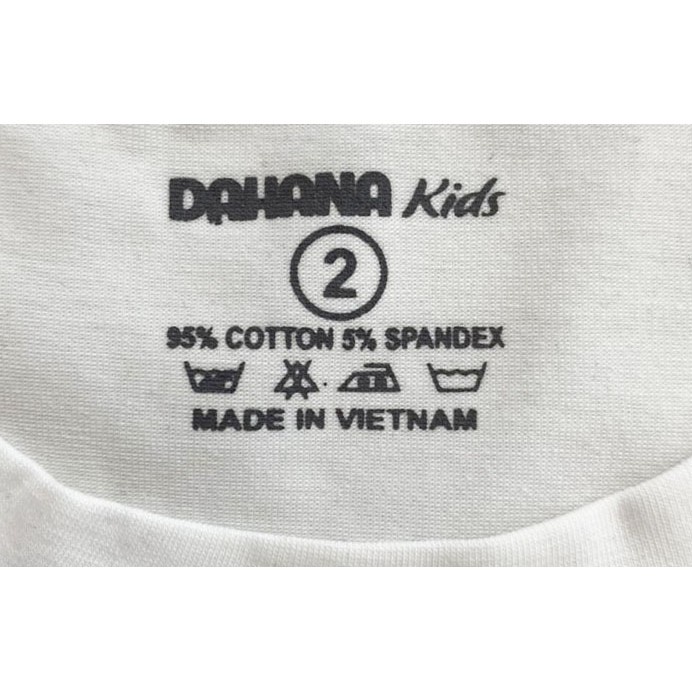 DAHANA Kids
2
95% COTTON 5% SPANDEX
MADE IN VIETNAM